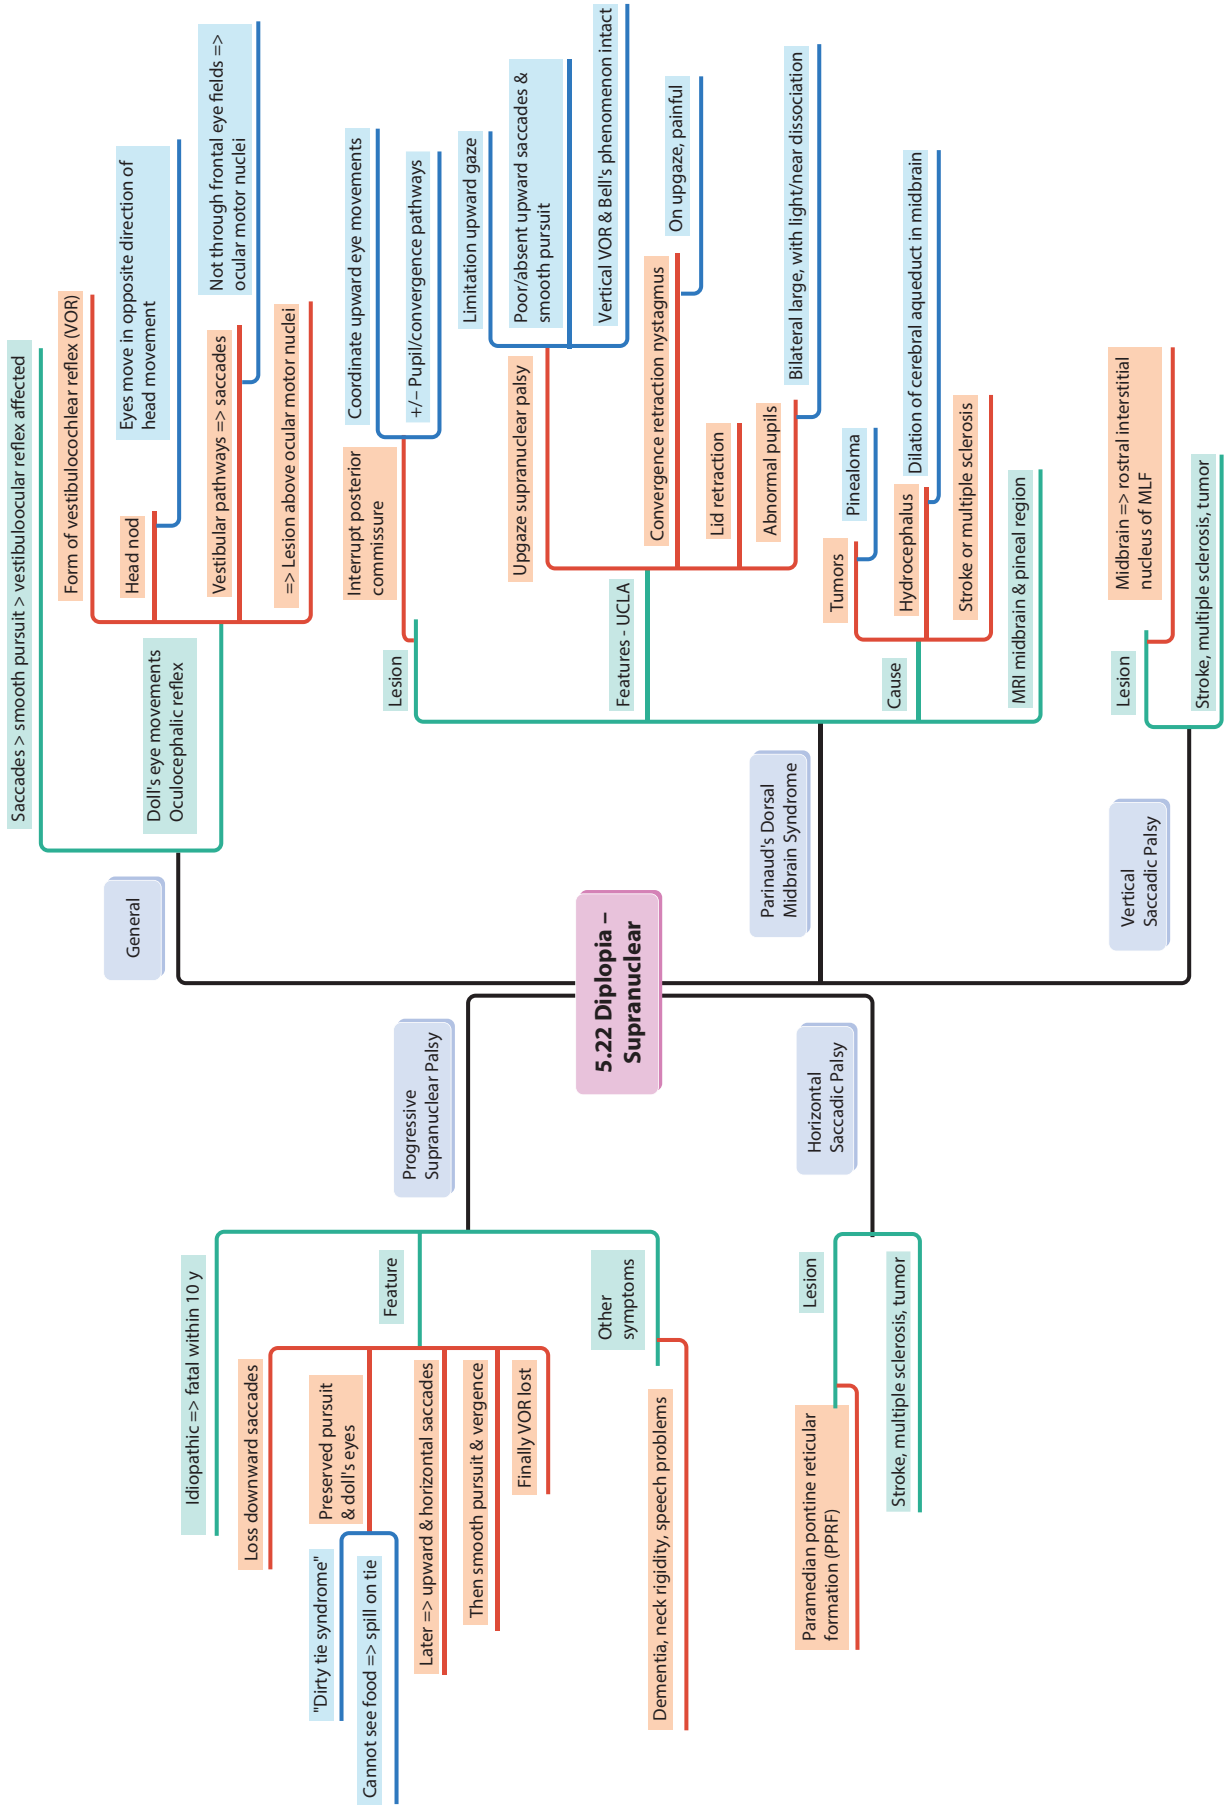 5.22 Diplopia –
Supranuclear
General
Saccades > smooth pursuit > vestibuloocular reflex affected
Doll's eye movements
Oculocephalic reflex
Form of vestibulocochlear reflex (VOR)
Head nod
Eyes move in opposite direction of
head movement
Vestibular pathways => saccades
Not through frontal eye fields =>
ocular motor nuclei
=> Lesion above ocular motor nuclei
Parinaud's Dorsal
Midbrain Syndrome
Lesion
Interrupt posterior
commissure
Coordinate upward eye movements
+/– Pupil/convergence pathways
Features - UCLA
Upgaze supranuclear palsy
Limitation upward gaze
Poor/absent upward saccades &
smooth pursuit
Vertical VOR & Bell's phenomenon intact
Convergence retraction nystagmus
On upgaze, painful
Lid retraction
Abnormal pupils
Bilateral large, with light/near dissociation
Cause
Tumors
Pinealoma
Hydrocephalus
Dilation of cerebral aqueduct in midbrain
Stroke or multiple sclerosis
MRI midbrain & pineal region
Vertical
Saccadic Palsy
Lesion
Midbrain => rostral interstitial
nucleus of MLF
Stroke, multiple sclerosis, tumor
Progressive
Supranuclear Palsy
Idiopathic => fatal within 10 y
Feature
Loss downward saccades
Preserved pursuit
& doll's eyes
"Dirty tie syndrome"
Cannot see food => spill on tie
Later => upward & horizontal saccades
Then smooth pursuit & vergence
Finally VOR lost
Other
symptoms
Dementia, neck rigidity, speech problems
Horizontal
Saccadic Palsy
Lesion
Paramedian pontine reticular
formation (PPRF)
Stroke, multiple sclerosis, tumor